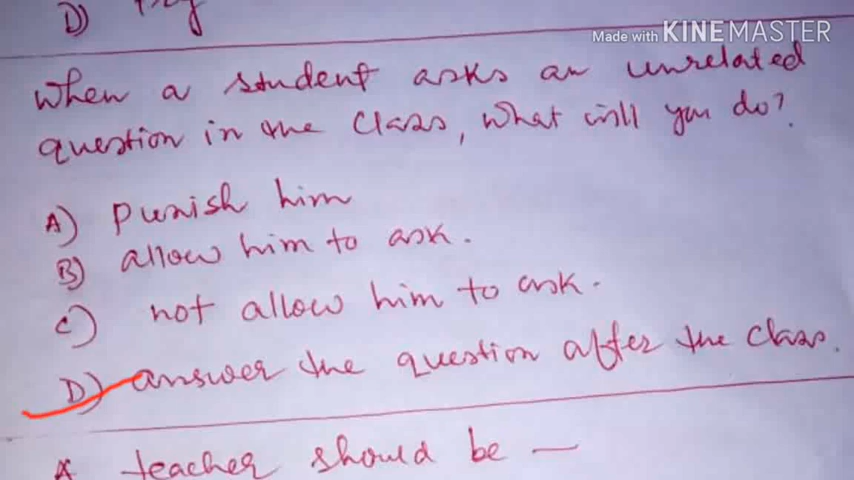 D)
Made with KINEMASTER
When a student asks an unrelated
question in the class, what will you do?
A) Punish him
B) allow him to ask.
C) not allow him to ask.
D) answer the question after the class.
A teacher should be —